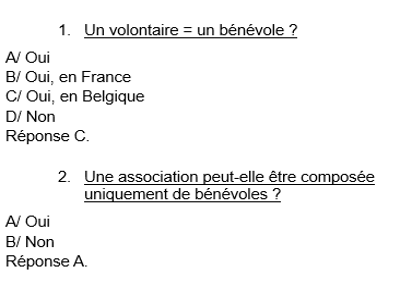 1. Un volontaire = un bénévole ?
A/ Oui
B/ Oui, en France
C/ Oui, en Belgique
D/ Non
Réponse C.
2. Une association peut-elle être composée
uniquement de bénévoles ?
A/ Oui
B/ Non
Réponse A.